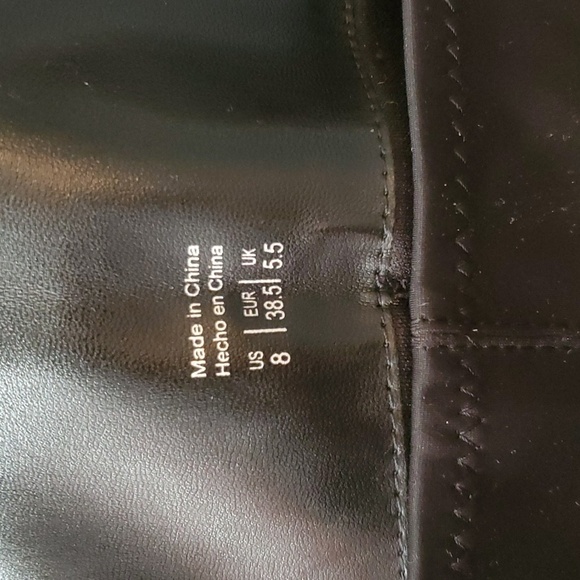 Made in China
Hecho en China
US | EUR | UK
8 | 38.5 | 5.5